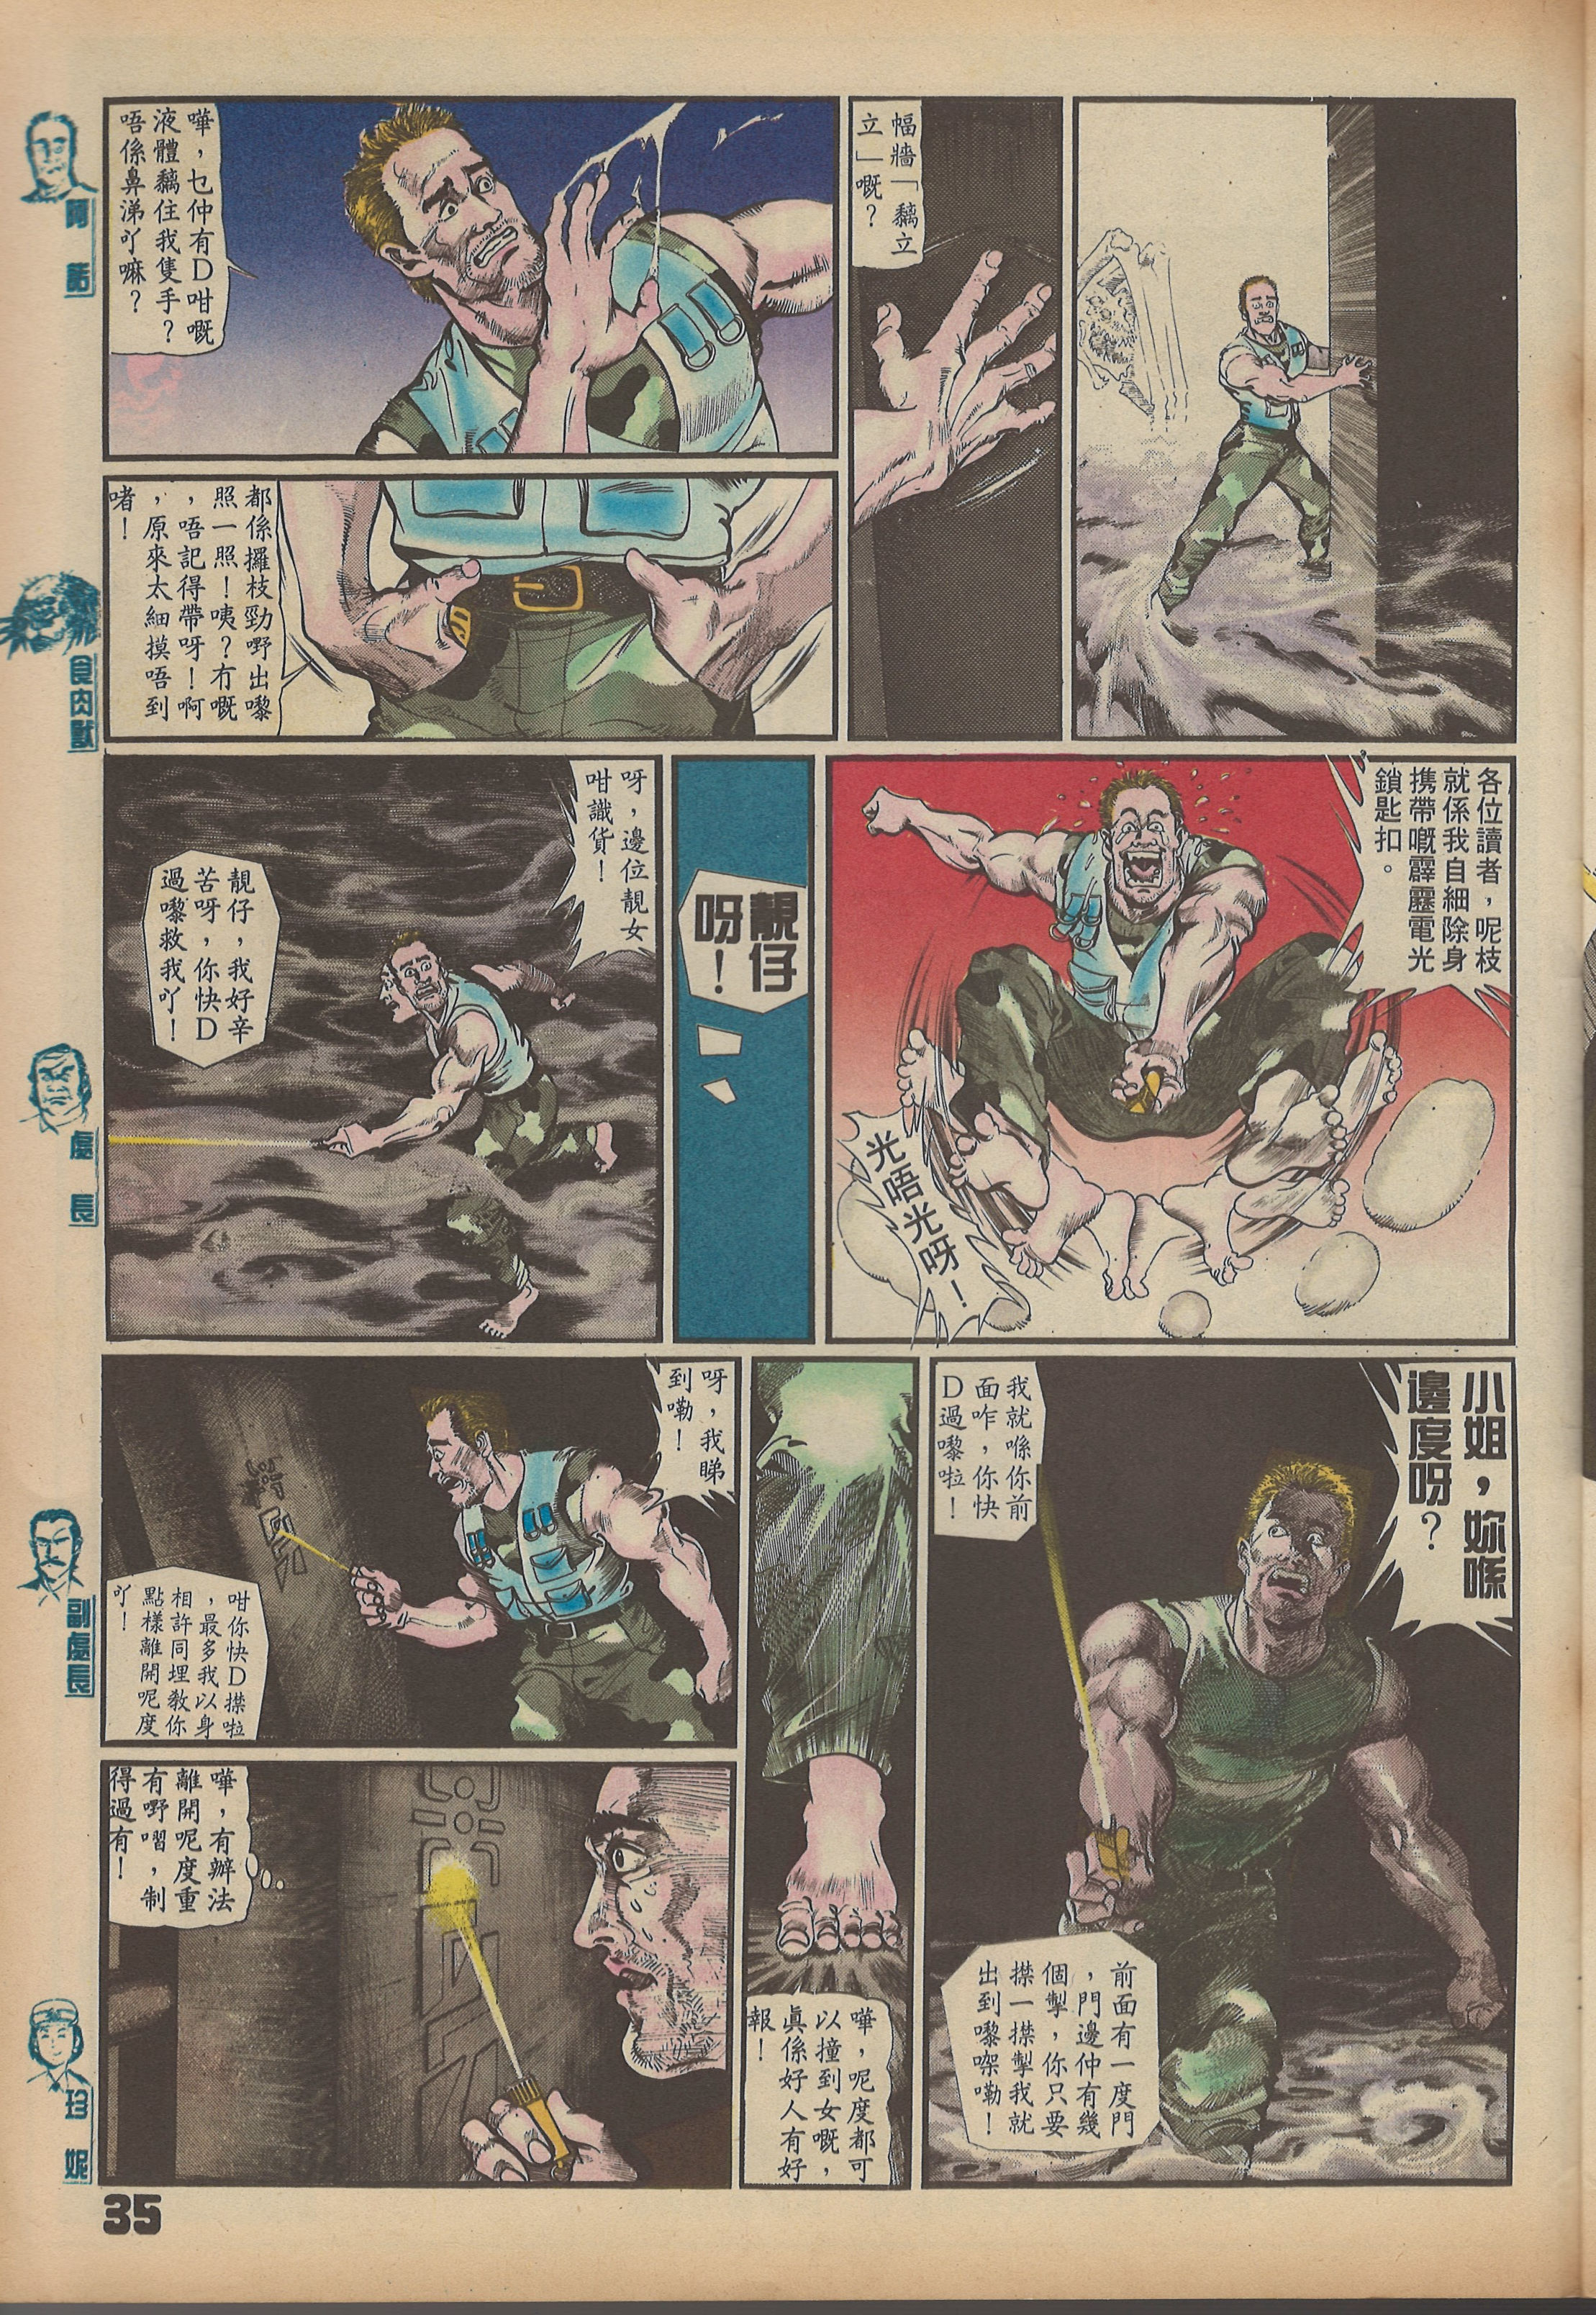 幅牆「黐立
立」嘅？
嘩，乜仲有D咁嘅
液體黐住我隻手？
唔係鼻涕吖嘛？
都係攞枝勁嘢出嚟
照一照！咦？冇嘅
，唔記得帶呀！啊
，原來太細摸唔到
啫！
各位讀者，呢枝
就係我自細除身
携帶嘅霹靂電光
鎖匙扣。
光唔光呀！
靚仔
呀！
呀，邊位靚女
咁識貨！
靚仔，我好辛
苦呀，你快D
過嚟救我吖！
小姐，妳喺
邊度呀？
我就喺你前
面咋，你快
D過嚟啦！
前面有一度門
，門邊仲有幾
個掣，你只要
㩒一㩒掣我就
出到嚟㗎嘞！
嘩，呢度都可
以撞到女嘅，
眞係好人有好
報！
呀，我睇
到嘞！
咁你快D㩒啦
，最多我以身
相許同埋教你
點樣離開呢度
吖！
嘩，有辦法
離開呢度重
有嘢嚐，制
得過有！
阿諾
食肉獸
處長
副處長
珍妮
35